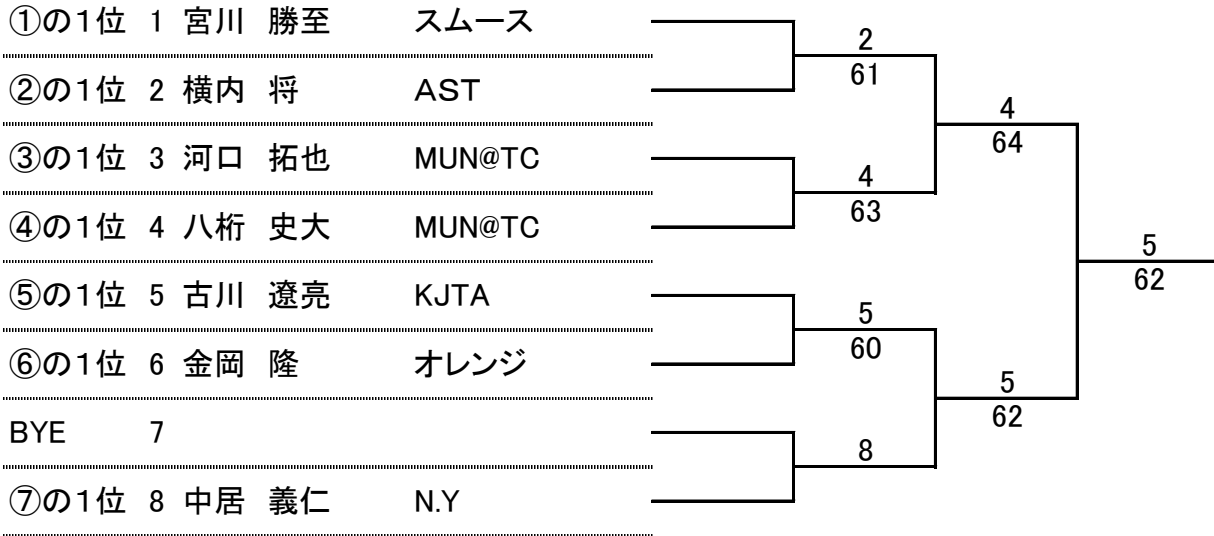 ①の１位 1 宮川 勝至 スムース
2
61
②の１位 2 横内 将 AST
4
64
③の１位 3 河口 拓也 MUN@TC
4
63
④の１位 4 八桁 史大 MUN@TC
5
62
⑤の１位 5 古川 遼亮 KJTA
5
60
⑥の１位 6 金岡 隆 オレンジ
5
62
BYE 7
8
⑦の１位 8 中居 義仁 N.Y